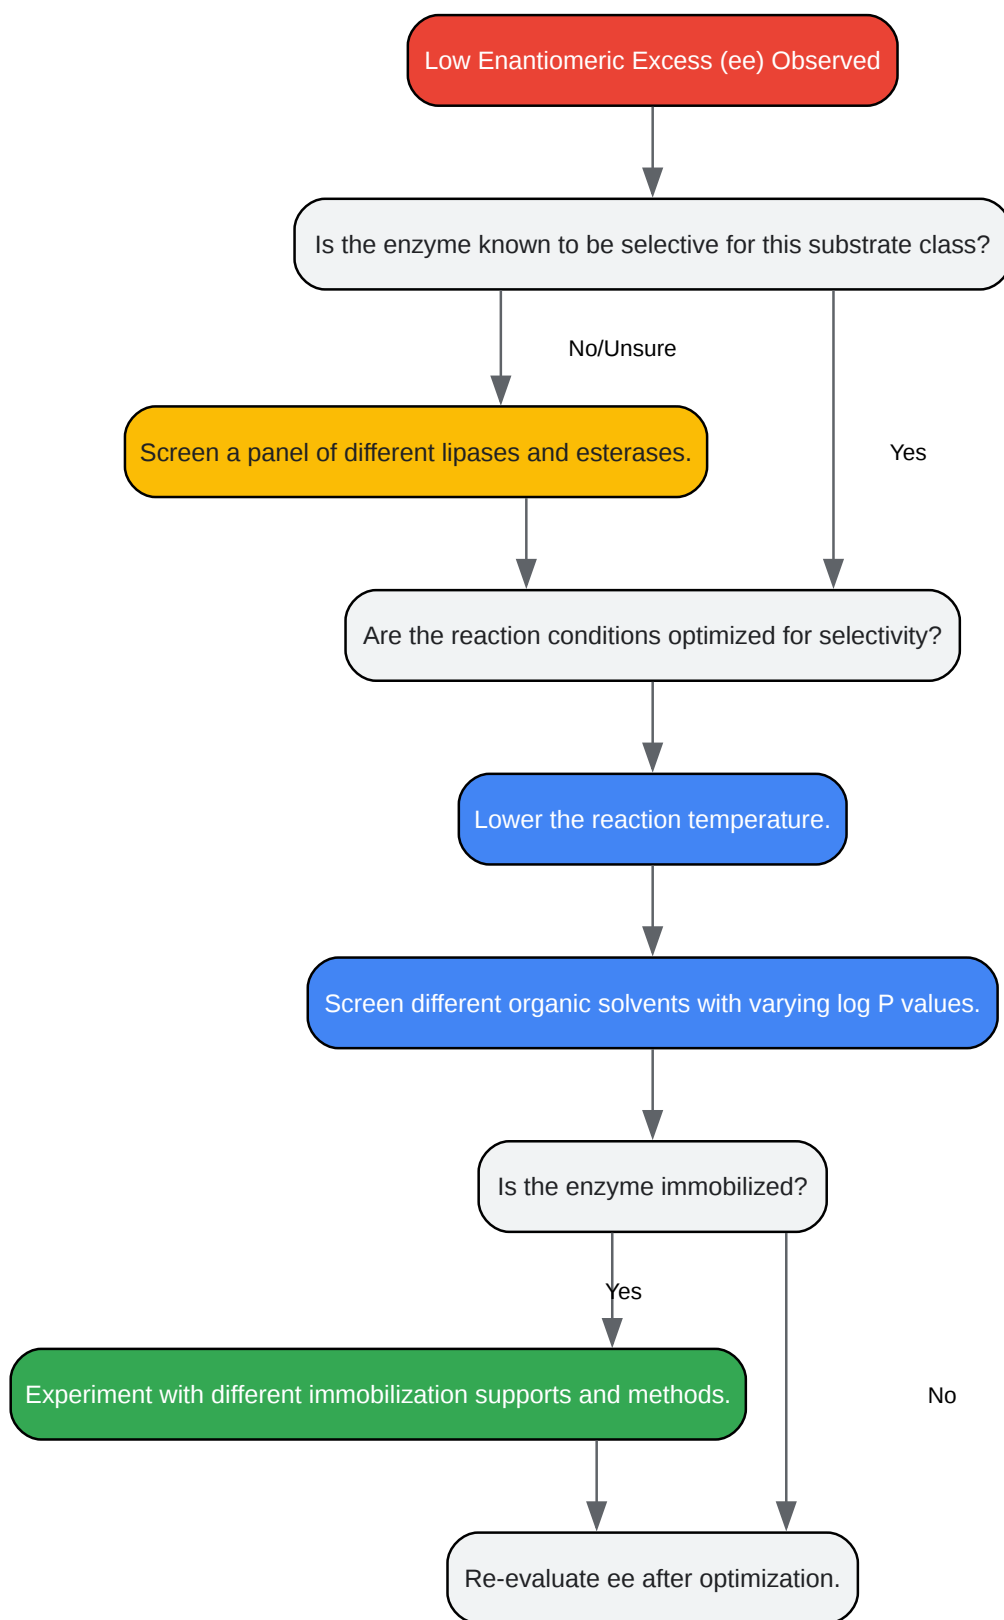 Low Enantiomeric Excess (ee) Observed
Is the enzyme known to be selective for this substrate class?
No/Unsure
Screen a panel of different lipases and esterases.
Yes
Are the reaction conditions optimized for selectivity?
Lower the reaction temperature.
Screen different organic solvents with varying log P values.
Is the enzyme immobilized?
Yes
Experiment with different immobilization supports and methods.
No
Re-evaluate ee after optimization.